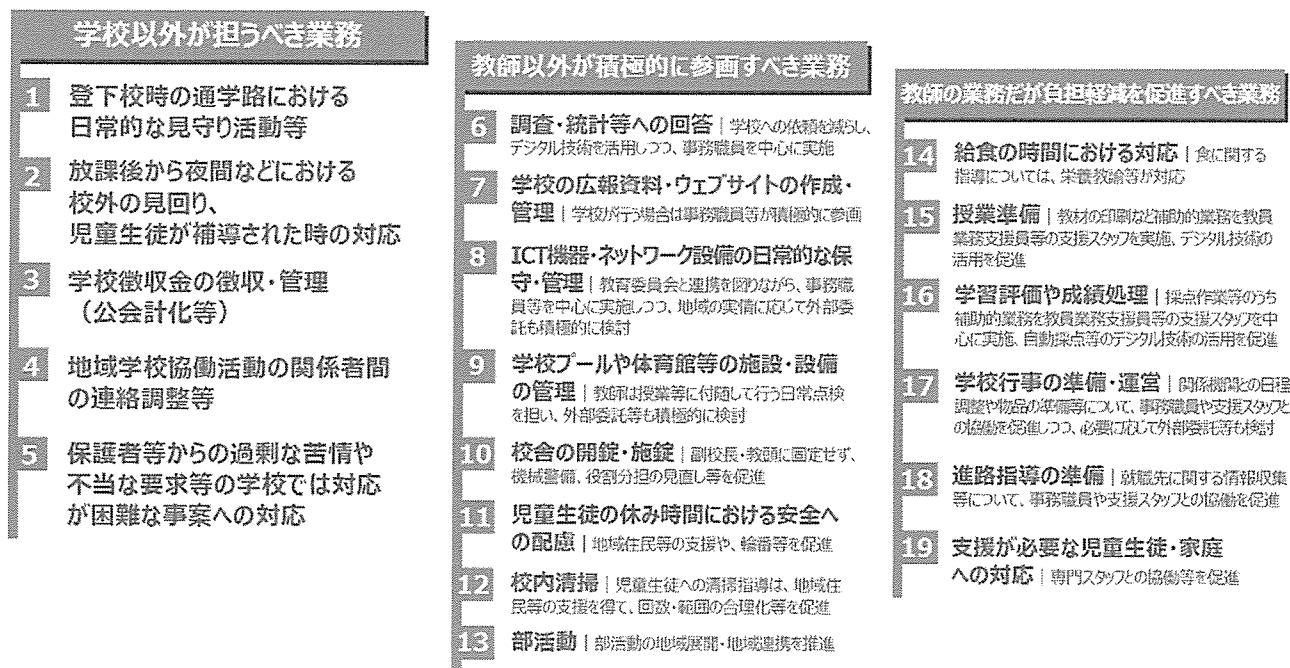 学校以外が担うべき業務
1 登下校時の通学路における
日常的な見守り活動等
2 放課後から夜間などにおける
校外の見回り、
児童生徒が補導された時の対応
3 学校徴収金の徴収・管理
（公会計化等）
4 地域学校協働活動の関係者間
の連絡調整等
5 保護者等からの過剰な苦情や
不当な要求等の学校では対応
が困難な事案への対応
教師以外が積極的に参画すべき業務
6 調査・統計等への回答｜学校への依頼を減らし、
デジタル技術を活用しつつ、事務職員を中心に実施
7 学校の広報資料・ウェブサイトの作成・
管理｜学校が行う場合は事務職員等が積極的に参画
8 ICT機器・ネットワーク設備の日常的な保
守・管理｜教育委員会と連携を図りながら、事務職
員等を中心に実施しつつ、地域の実情に応じて外部委
託も積極的に検討
9 学校プールや体育館等の施設・設備
の管理｜教師は授業等に付随して行う日常点検
を担い、外部委託等も積極的に検討
10 校舎の開錠・施錠｜副校長・教頭に固定せず、
機械警備、役割分担の見直し等を促進
11 児童生徒の休み時間における安全へ
の配慮｜地域住民等の支援や、輪番等を促進
12 校内清掃｜児童生徒への清掃指導は、地域住
民等の支援を得て、回数・範囲の合理化等を促進
13 部活動｜部活動の地域展開・地域連携を推進
教師の業務だが負担軽減を促進すべき業務
14 給食の時間における対応｜食に関する
指導については、栄養教諭等が対応
15 授業準備｜教材の印刷など補助的業務を教員
業務支援員等の支援スタッフを実施、デジタル技術の
活用を促進
16 学習評価や成績処理｜採点作業等のうち
補助的業務を教員業務支援員等の支援スタッフを中
心に実施、自動採点等のデジタル技術の活用を促進
17 学校行事の準備・運営｜関係機関との日程
調整や物品の準備等について、事務職員や支援スタッフと
の協働を促進しつつ、必要に応じて外部委託等も検討
18 進路指導の準備｜就職先に関する情報収集
等について、事務職員や支援スタッフとの協働を促進
19 支援が必要な児童生徒・家庭
への対応｜専門スタッフとの協働等を促進